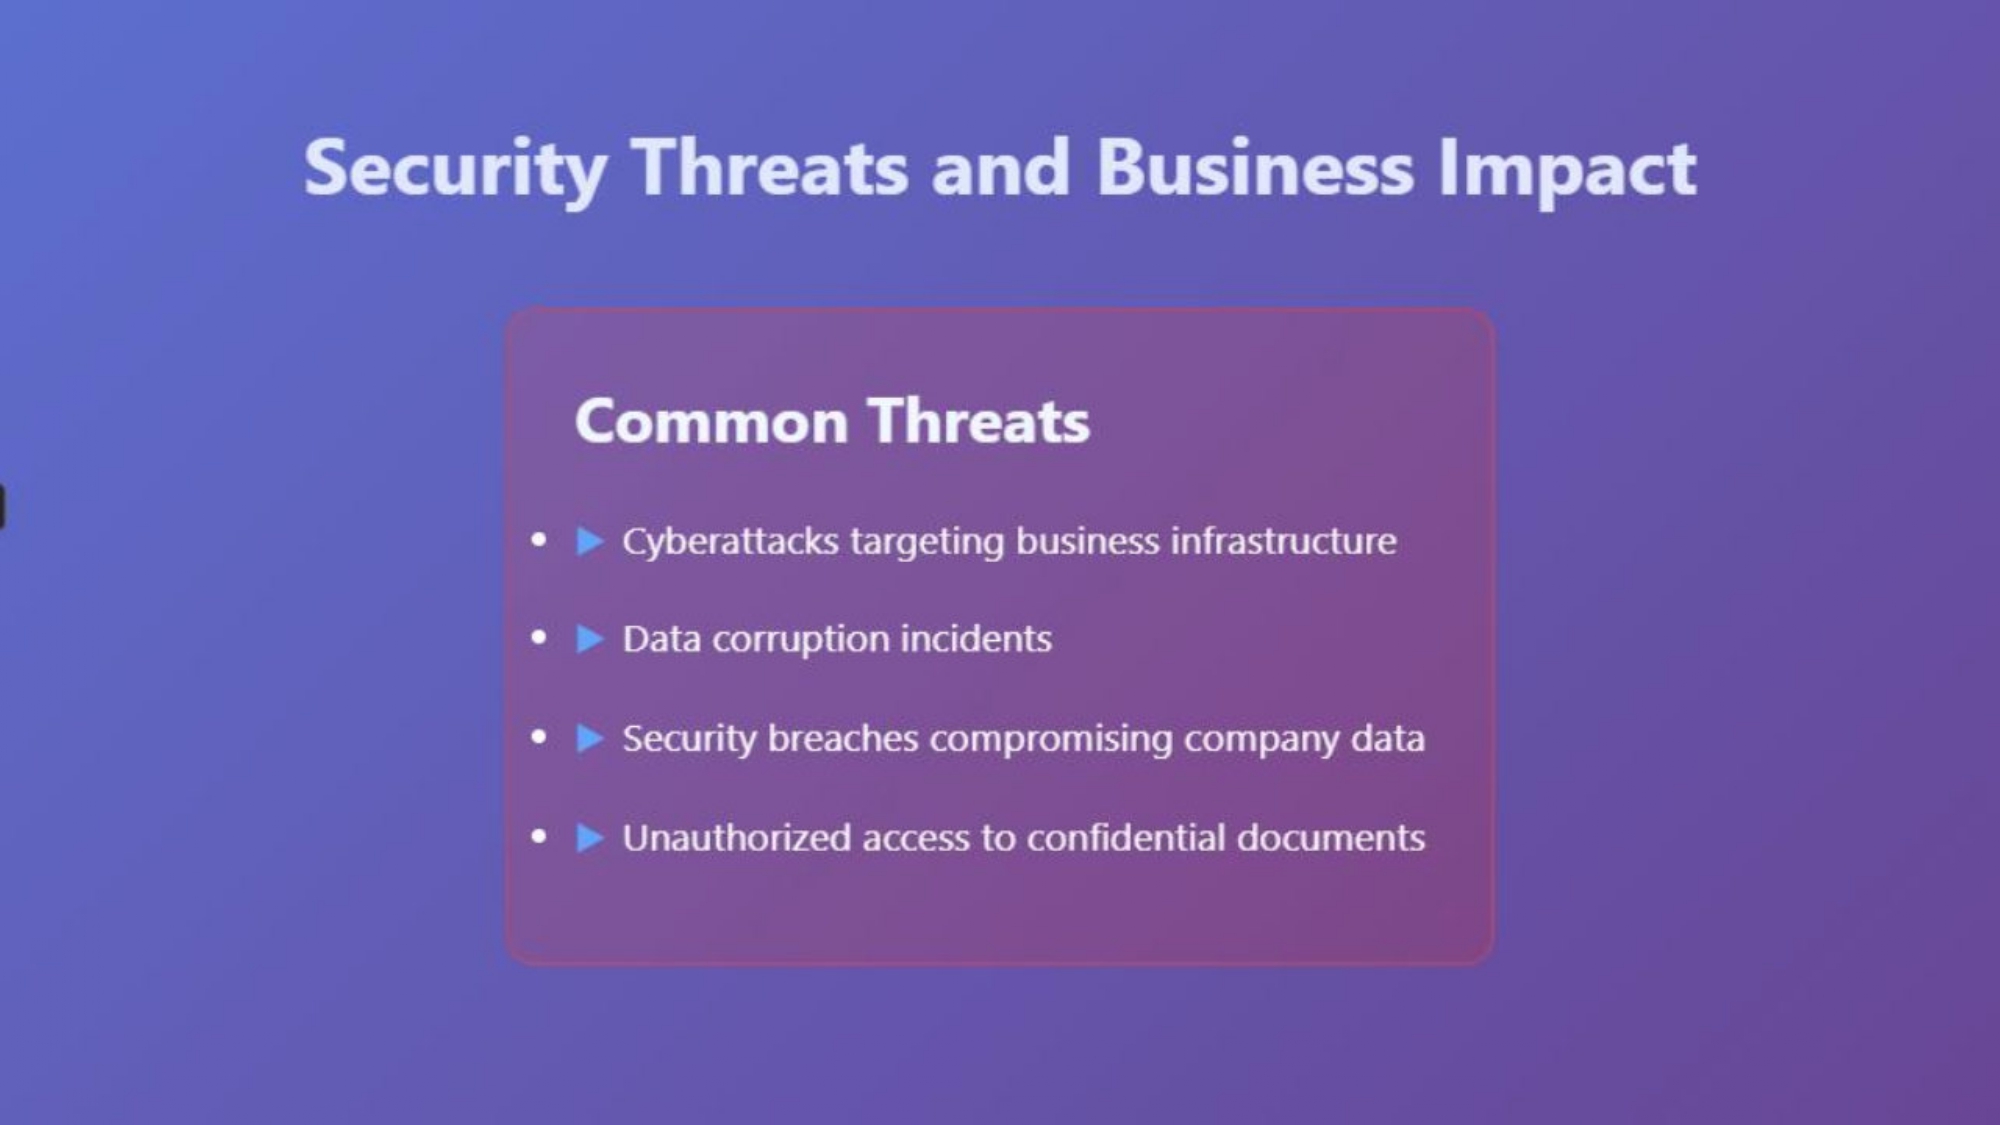 Security Threats and Business Impact
Common Threats
• ▶ Cyberattacks targeting business infrastructure
• ▶ Data corruption incidents
• ▶ Security breaches compromising company data
• ▶ Unauthorized access to confidential documents